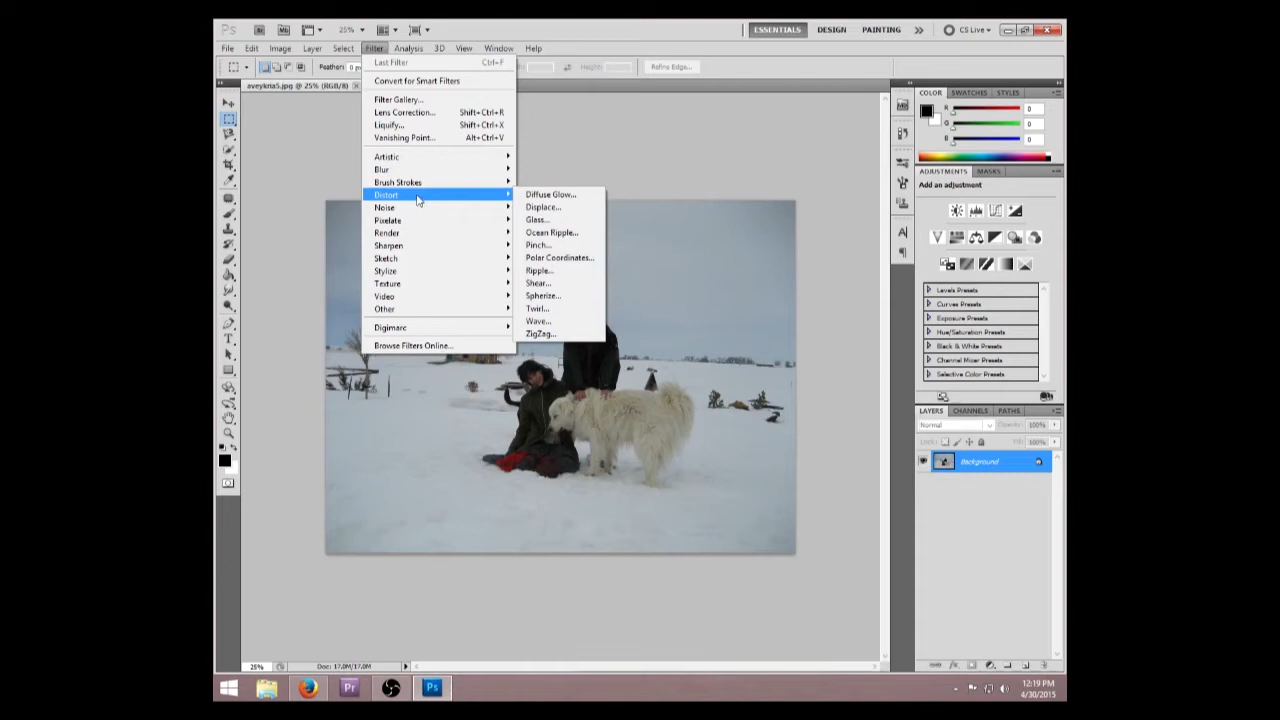 Ps Br Mb 25% ESSENTIALS DESIGN PAINTING CS Live
File Edit Image Layer Select Filter Analysis 3D View Window Help
Feather: 0 p Height: Refine Edge...
aveykria5.jpg @ 25% (RGB/8)
Last Filter Ctrl+F
Convert for Smart Filters
Filter Gallery...
Lens Correction... Shift+Ctrl+R
Liquify... Shift+Ctrl+X
Vanishing Point... Alt+Ctrl+V
Artistic
Blur
Brush Strokes
Distort
Noise
Pixelate
Render
Sharpen
Sketch
Stylize
Texture
Video
Other
Digimarc
Browse Filters Online...
Diffuse Glow...
Displace...
Glass...
Ocean Ripple...
Pinch...
Polar Coordinates...
Ripple...
Shear...
Spherize...
Twirl...
Wave...
ZigZag...
COLOR SWATCHES STYLES
R 0
G 0
B 0
ADJUSTMENTS MASKS
Add an adjustment
Levels Presets
Curves Presets
Exposure Presets
Hue/Saturation Presets
Black & White Presets
Channel Mixer Presets
Selective Color Presets
LAYERS CHANNELS PATHS
Normal Opacity: 100%
Lock: Fill: 100%
Background
25% Doc: 17.0M/17.0M
Pr Ps
12:19 PM
4/30/2015